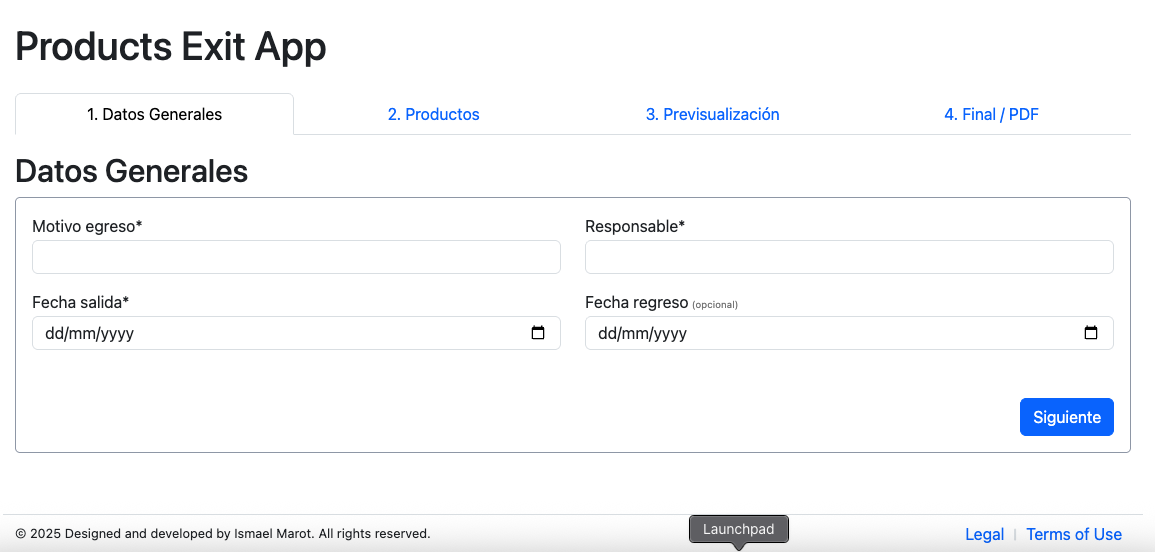 Products Exit App
1. Datos Generales 2. Productos 3. Previsualización 4. Final / PDF
Datos Generales
Motivo egreso* Responsable*
Fecha salida* Fecha regreso (opcional)
dd/mm/yyyy dd/mm/yyyy
Siguiente
Launchpad
© 2025 Designed and developed by Ismael Marot. All rights reserved. Legal | Terms of Use